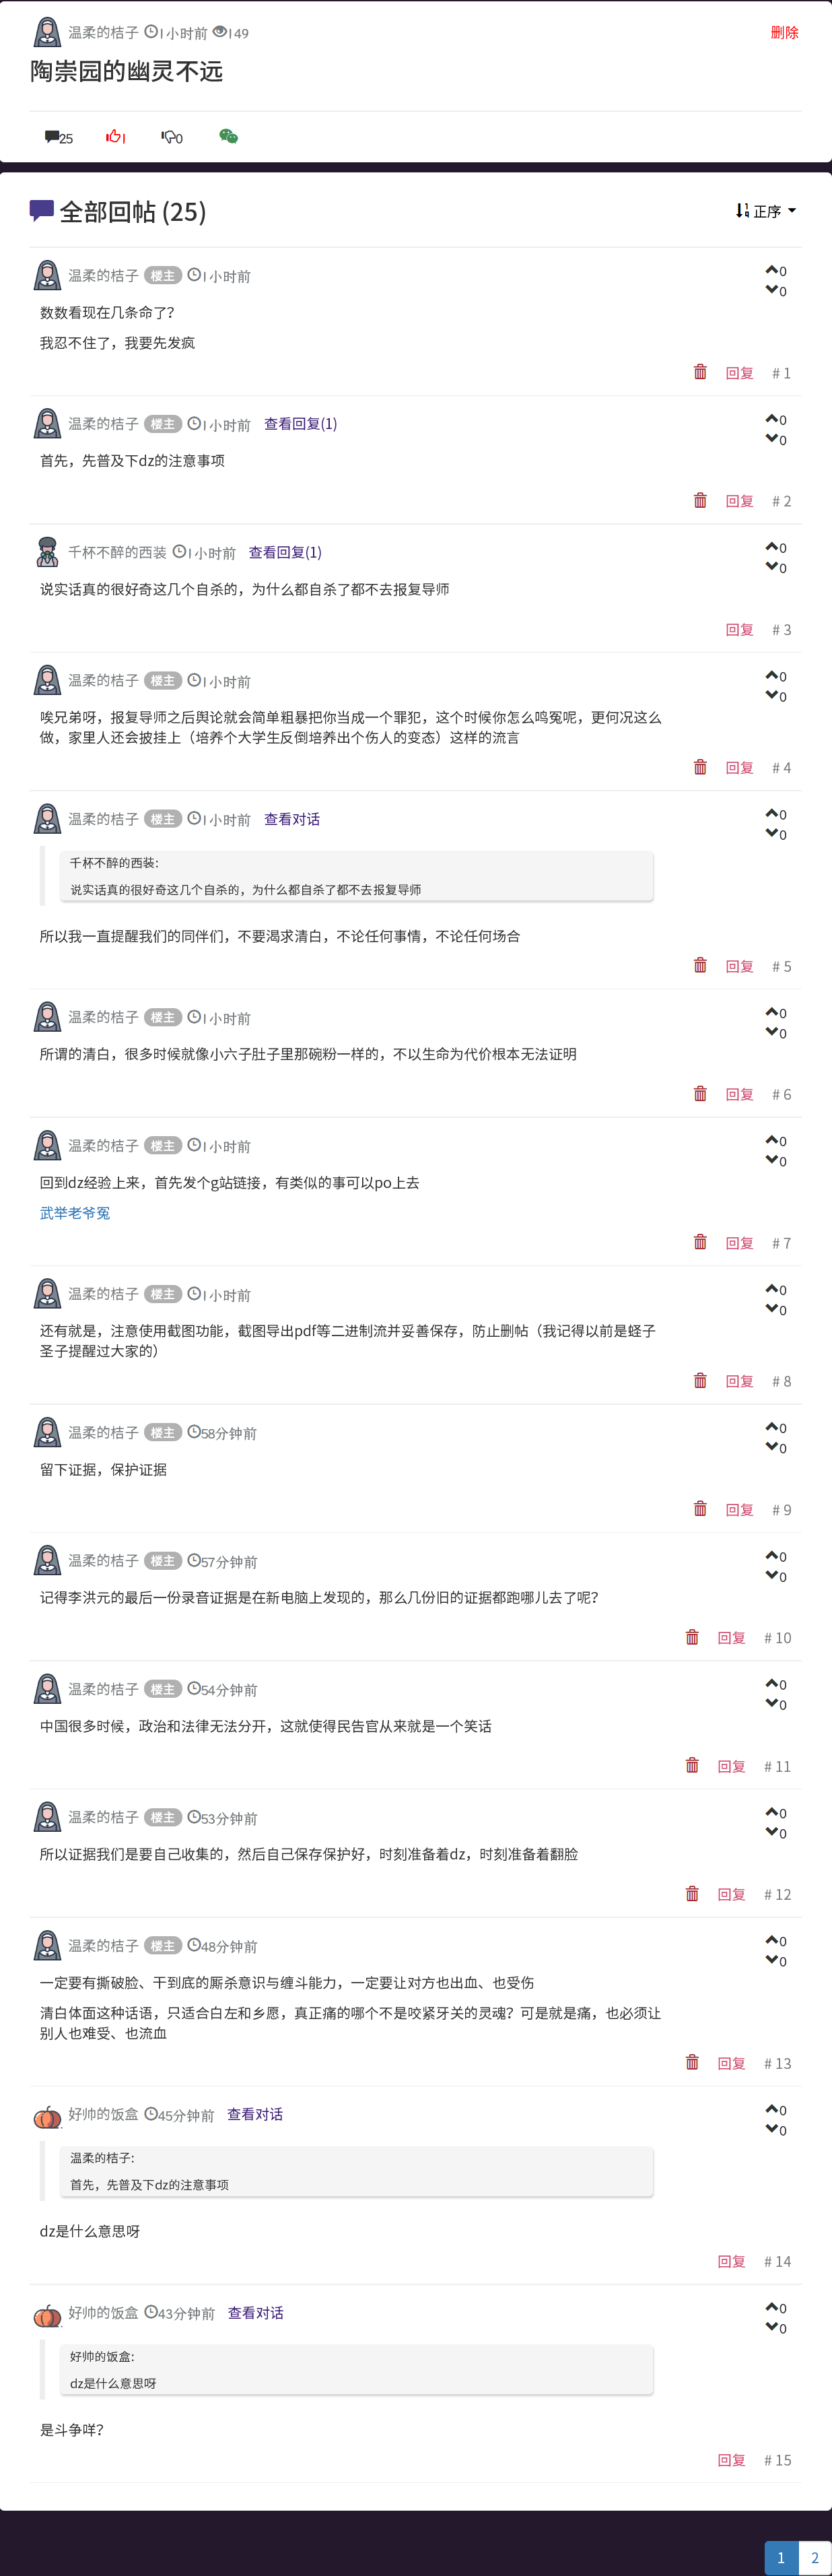 温柔的桔子 1小时前 149 删除
陶崇园的幽灵不远
25 1 0
全部回帖 (25) 正序
温柔的桔子 楼主 1小时前 0
0
数数看现在几条命了？
我忍不住了，我要先发疯
回复 # 1
温柔的桔子 楼主 1小时前 查看回复(1) 0
0
首先，先普及下dz的注意事项
回复 # 2
千杯不醉的西装 1小时前 查看回复(1) 0
0
说实话真的很好奇这几个自杀的，为什么都自杀了都不去报复导师
回复 # 3
温柔的桔子 楼主 1小时前 0
0
唉兄弟呀，报复导师之后舆论就会简单粗暴把你当成一个罪犯，这个时候你怎么鸣冤呢，更何况这么
做，家里人还会披挂上（培养个大学生反倒培养出个伤人的变态）这样的流言
回复 # 4
温柔的桔子 楼主 1小时前 查看对话 0
0
千杯不醉的西装:
说实话真的很好奇这几个自杀的，为什么都自杀了都不去报复导师
所以我一直提醒我们的同伴们，不要渴求清白，不论任何事情，不论任何场合
回复 # 5
温柔的桔子 楼主 1小时前 0
0
所谓的清白，很多时候就像小六子肚子里那碗粉一样的，不以生命为代价根本无法证明
回复 # 6
温柔的桔子 楼主 1小时前 0
0
回到dz经验上来，首先发个g站链接，有类似的事可以po上去
武举老爷冤
回复 # 7
温柔的桔子 楼主 1小时前 0
0
还有就是，注意使用截图功能，截图导出pdf等二进制流并妥善保存，防止删帖（我记得以前是蛏子
圣子提醒过大家的）
回复 # 8
温柔的桔子 楼主 58分钟前 0
0
留下证据，保护证据
回复 # 9
温柔的桔子 楼主 57分钟前 0
0
记得李洪元的最后一份录音证据是在新电脑上发现的，那么几份旧的证据都跑哪儿去了呢？
回复 # 10
温柔的桔子 楼主 54分钟前 0
0
中国很多时候，政治和法律无法分开，这就使得民告官从来就是一个笑话
回复 # 11
温柔的桔子 楼主 53分钟前 0
0
所以证据我们是要自己收集的，然后自己保存保护好，时刻准备着dz，时刻准备着翻脸
回复 # 12
温柔的桔子 楼主 48分钟前 0
0
一定要有撕破脸、干到底的厮杀意识与缠斗能力，一定要让对方也出血、也受伤
清白体面这种话语，只适合白左和乡愿，真正痛的哪个不是咬紧牙关的灵魂？可是就是痛，也必须让
别人也难受、也流血
回复 # 13
好帅的饭盒 45分钟前 查看对话 0
0
温柔的桔子:
首先，先普及下dz的注意事项
dz是什么意思呀
回复 # 14
好帅的饭盒 43分钟前 查看对话 0
0
好帅的饭盒:
dz是什么意思呀
是斗争咩？
回复 # 15
1 2